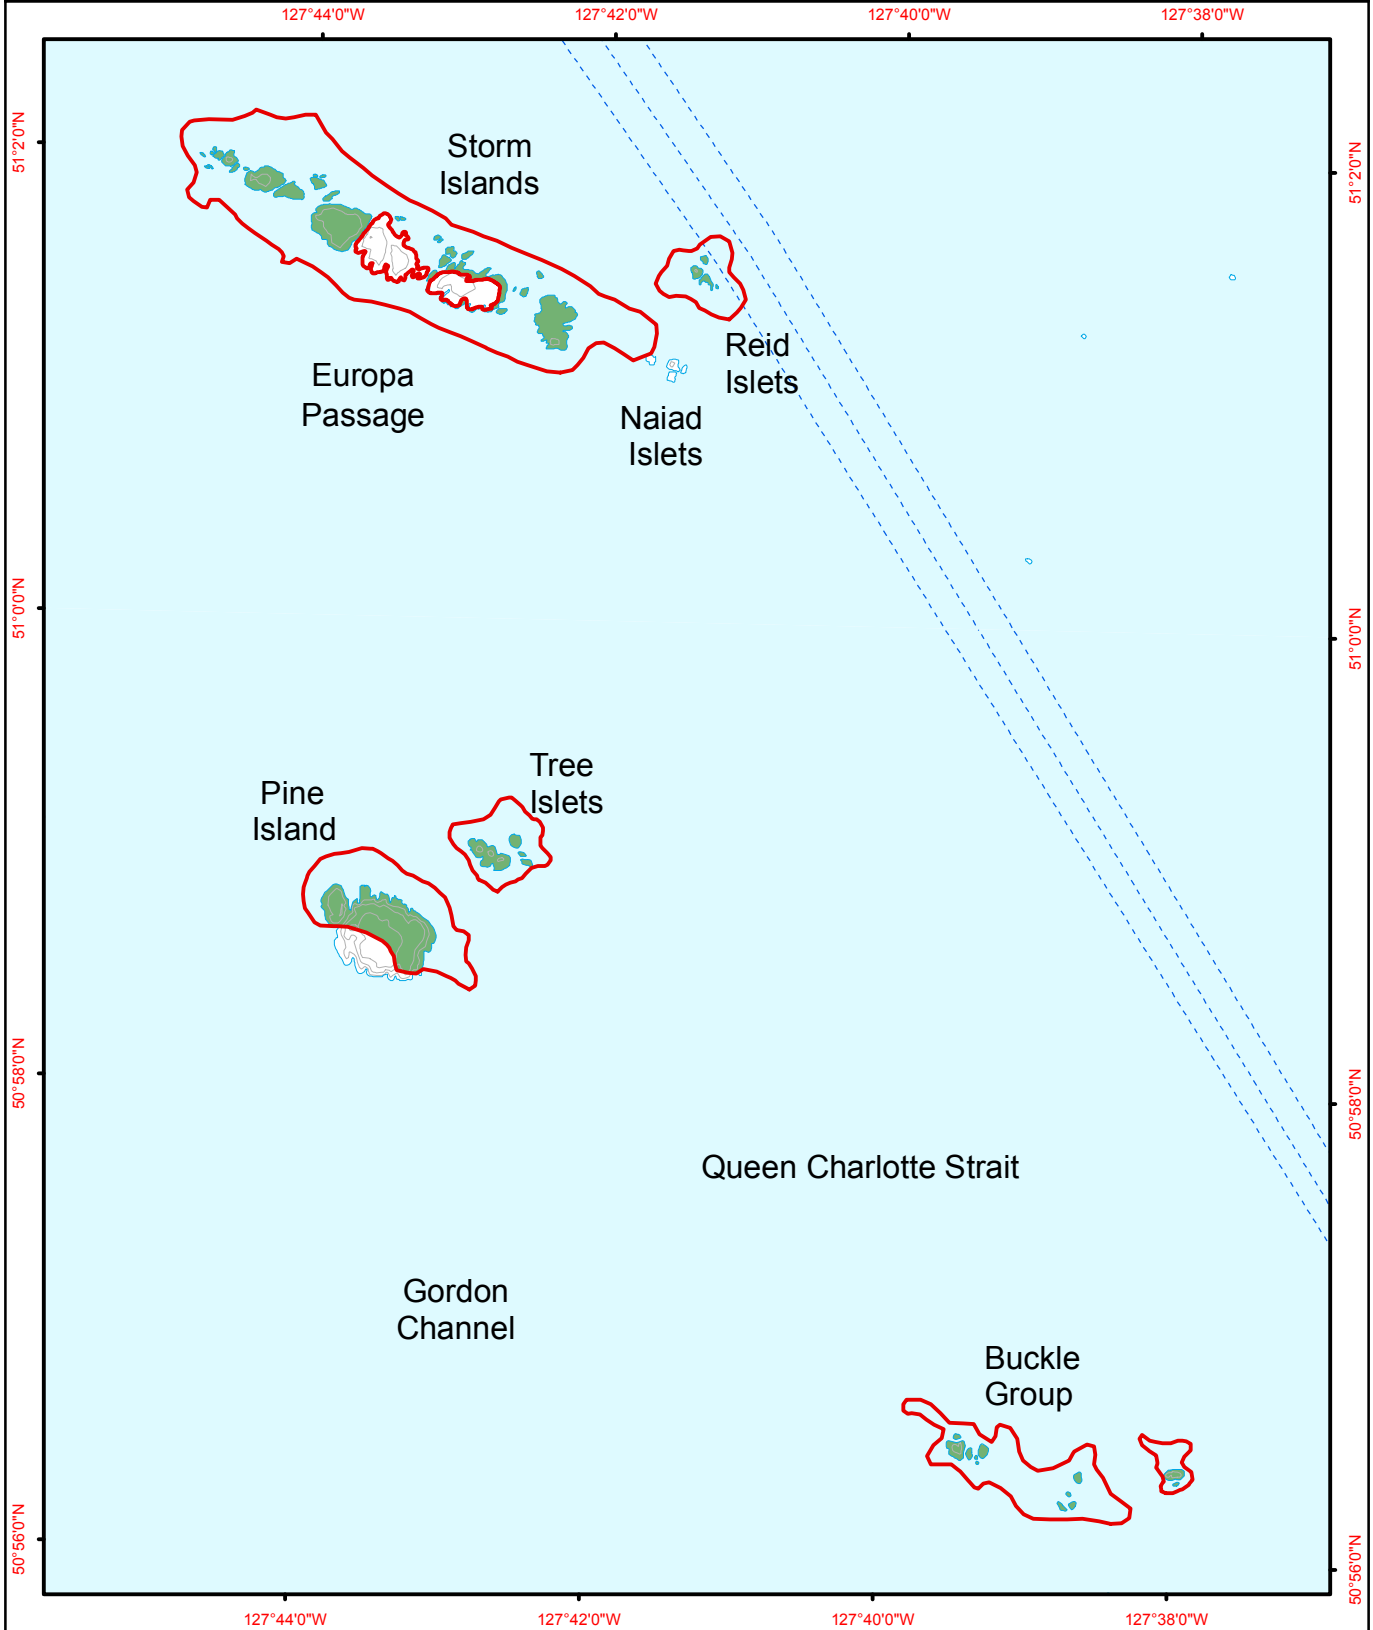 127°44'0"W
127°42'0"W
127°40'0"W
127°38'0"W
51°2'0"N
51°2'0"N
Storm
Islands
Reid
Islets
Europa
Passage
Naiad
Islets
51°0'0"N
51°0'0"N
Tree
Islets
Pine
Island
50°58'0"N
50°58'0"N
Queen Charlotte Strait
Gordon
Channel
Buckle
Group
50°56'0"N
50°56'0"N
127°44'0"W
127°42'0"W
127°40'0"W
127°38'0"W